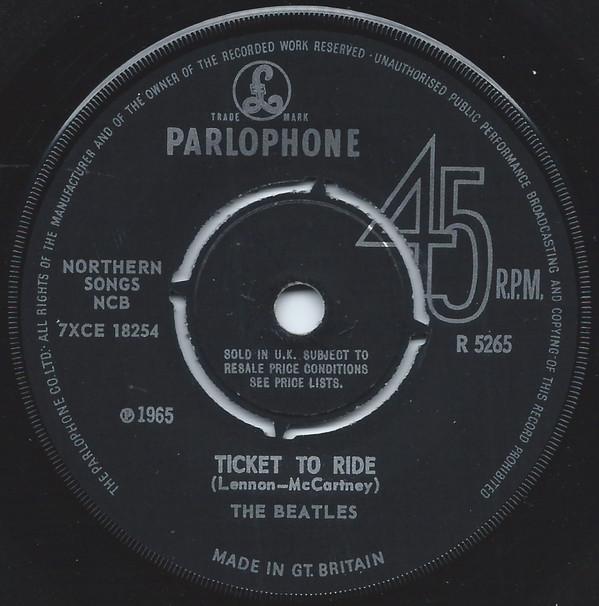 THE PARLOPHONE CO.LTD. ALL RIGHTS OF THE MANUFACTURER AND OF THE OWNER OF THE RECORDED WORK RESERVED · UNAUTHORISED PUBLIC PERFORMANCE BROADCASTING AND COPYING OF THIS RECORD PROHIBITED
£
TRADE MARK
PARLOPHONE
45
R.P.M.
NORTHERN
SONGS
NCB
7XCE 18254
R 5265
SOLD IN U.K. SUBJECT TO
RESALE PRICE CONDITIONS
SEE PRICE LISTS.
℗ 1965
TICKET TO RIDE
(Lennon—McCartney)
THE BEATLES
MADE IN GT. BRITAIN